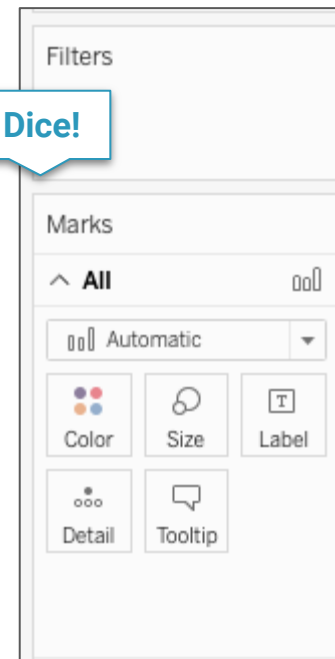 Filters
Dice!
Marks
All
Automatic
Color
Size
T
Label
Detail
Tooltip